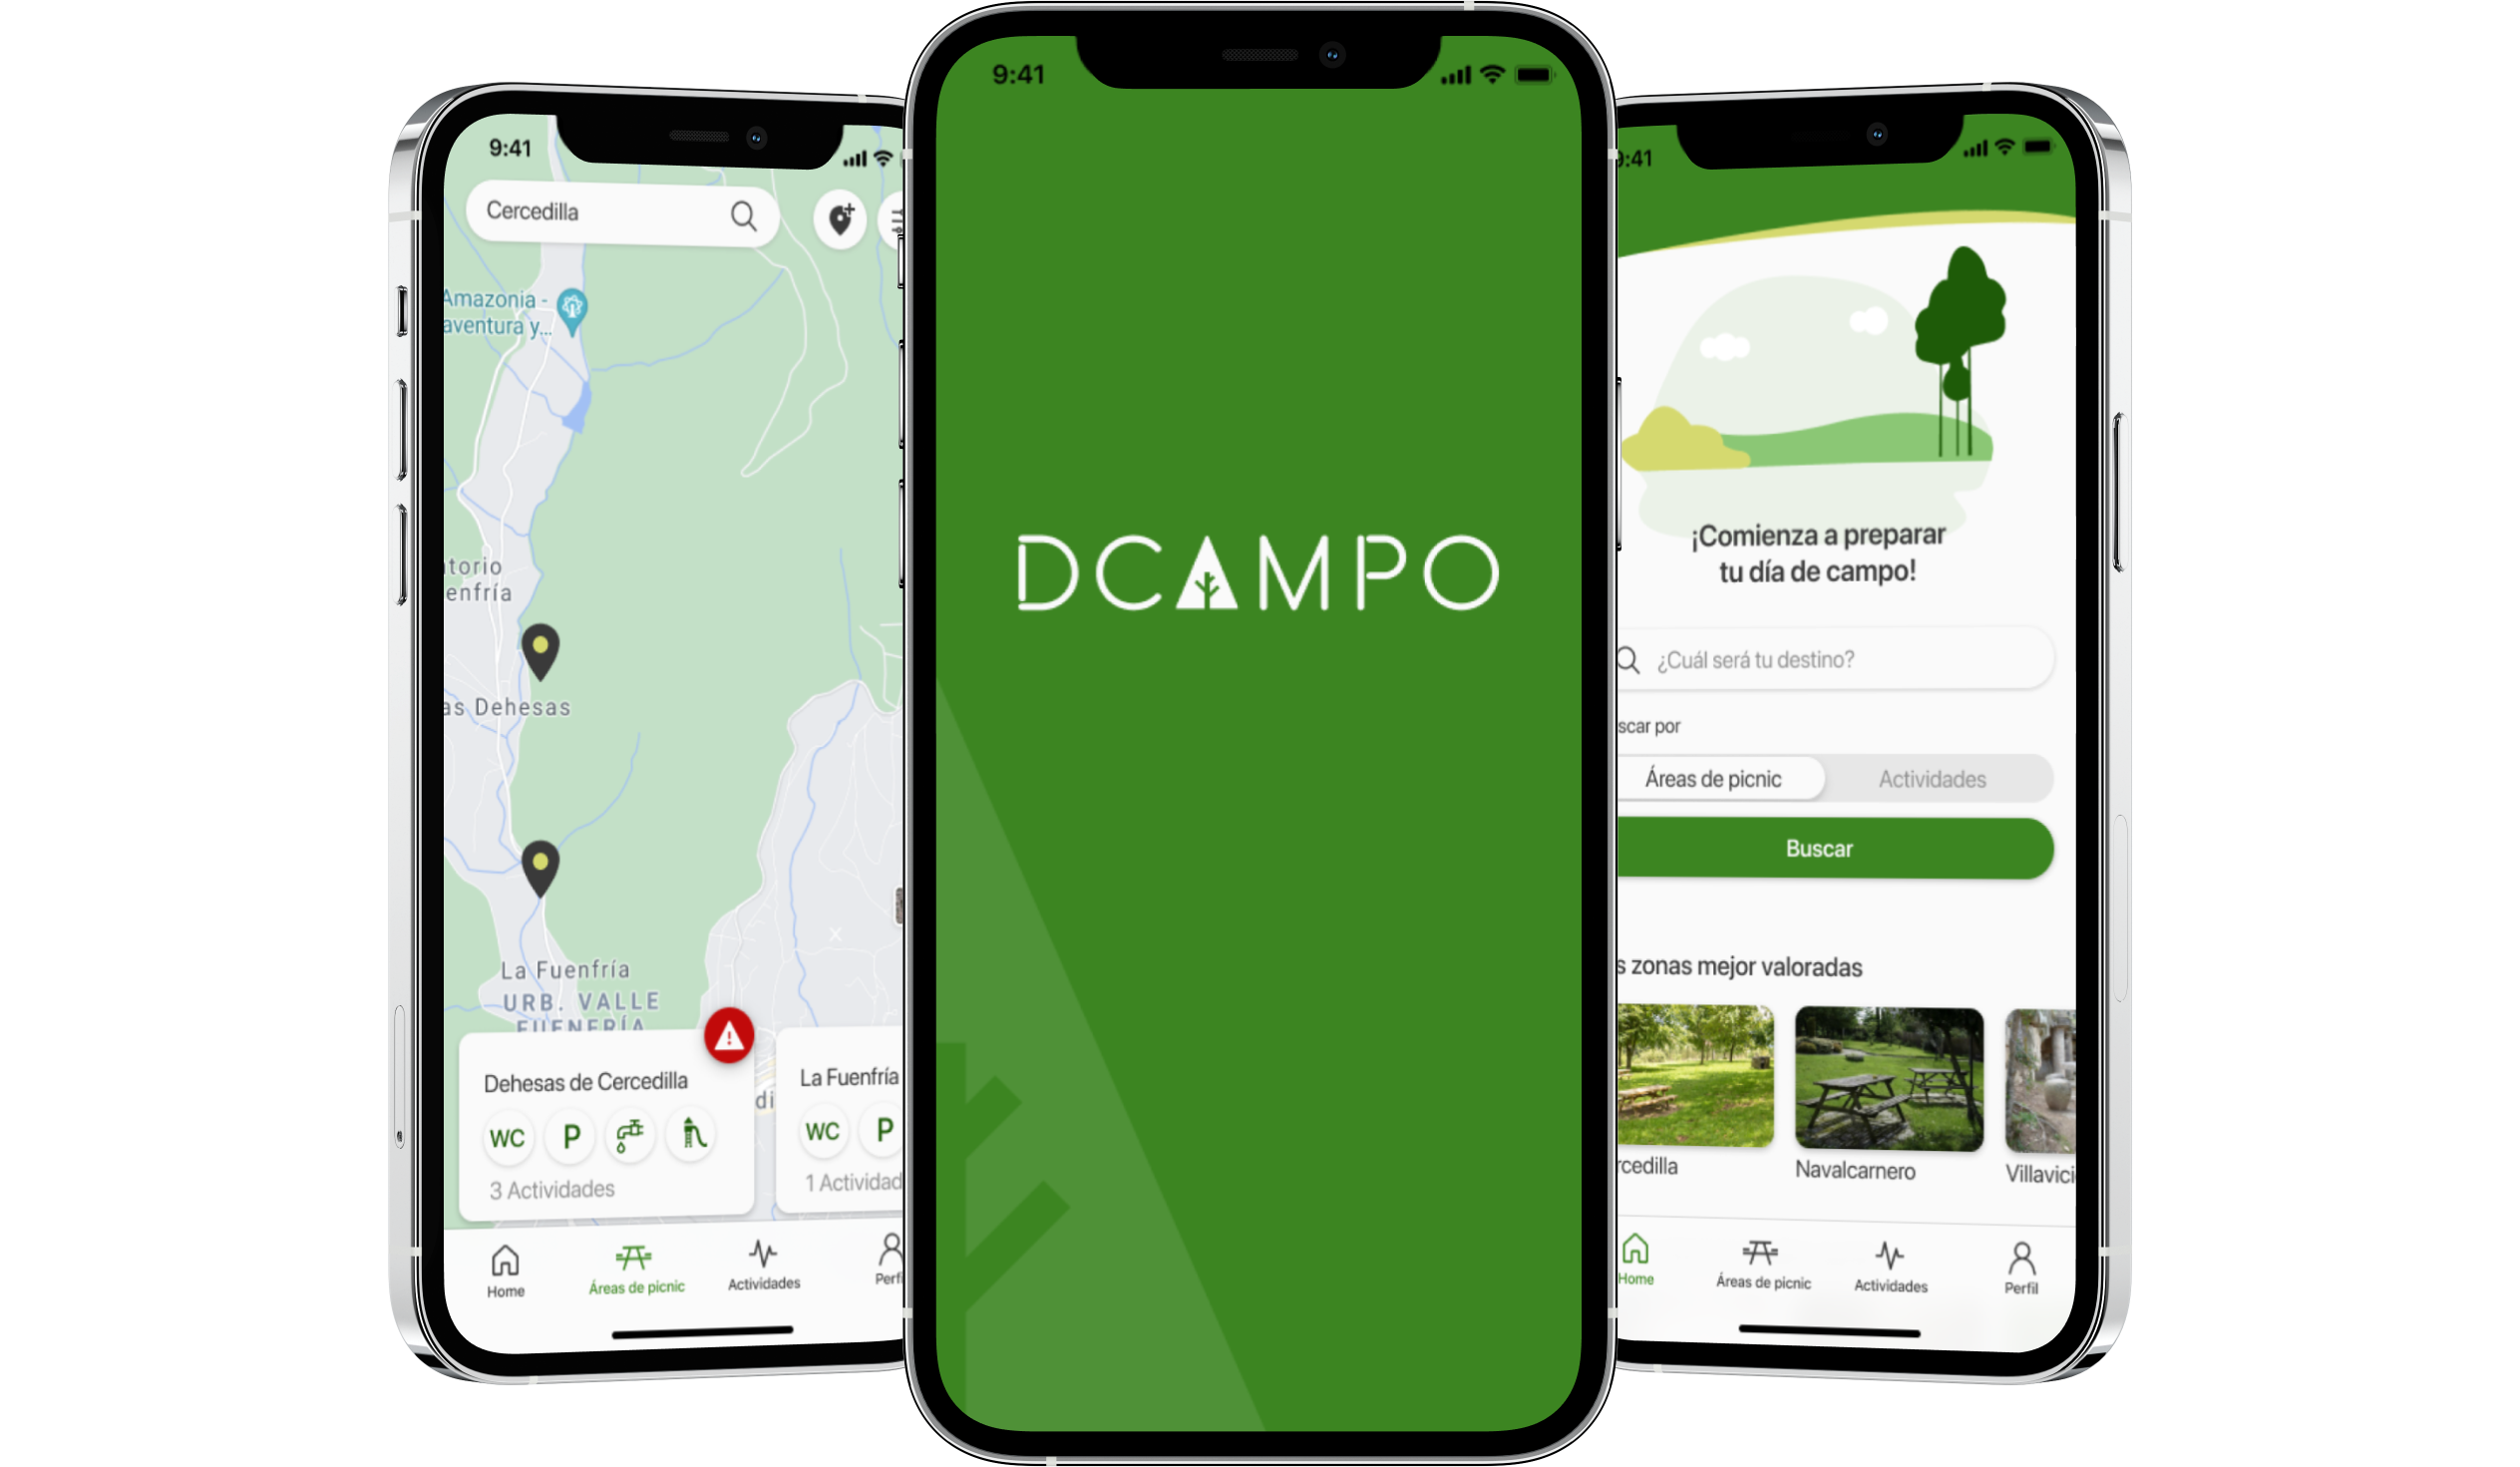 9:41
Cercedilla
Amazonia -
aventura y...
torio
enfría
as Dehesas
La Fuenfría
URB. VALLE
FUENFRÍA
di
Dehesas de Cercedilla
WC P
3 Actividades
La Fuenfría
WC P
1 Actividad
Home
Áreas de picnic
Actividades
Perfi
9:41
DCAMPO
9:41
¡Comienza a preparar
tu día de campo!
¿Cuál será tu destino?
scar por
Áreas de picnic
Actividades
Buscar
s zonas mejor valoradas
rcedilla
Navalcarnero
Villavici
Home
Áreas de picnic
Actividades
Perfil